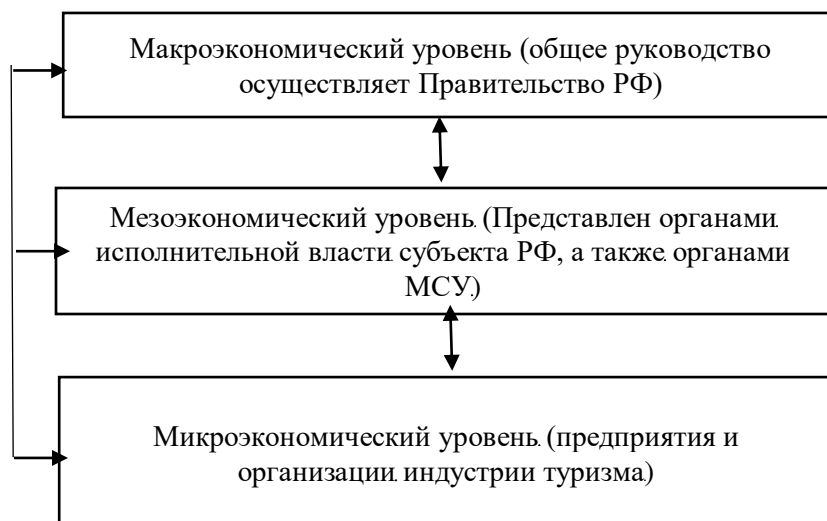 Макроэкономический уровень (общее руководство
осуществляет Правительство РФ)
Мезоэкономический уровень. (Представлен органами.
исполнительной власти субъекта РФ, а также. органами
МСУ.)
Микроэкономический уровень. (предприятия и
организации. индустрии туризма.)